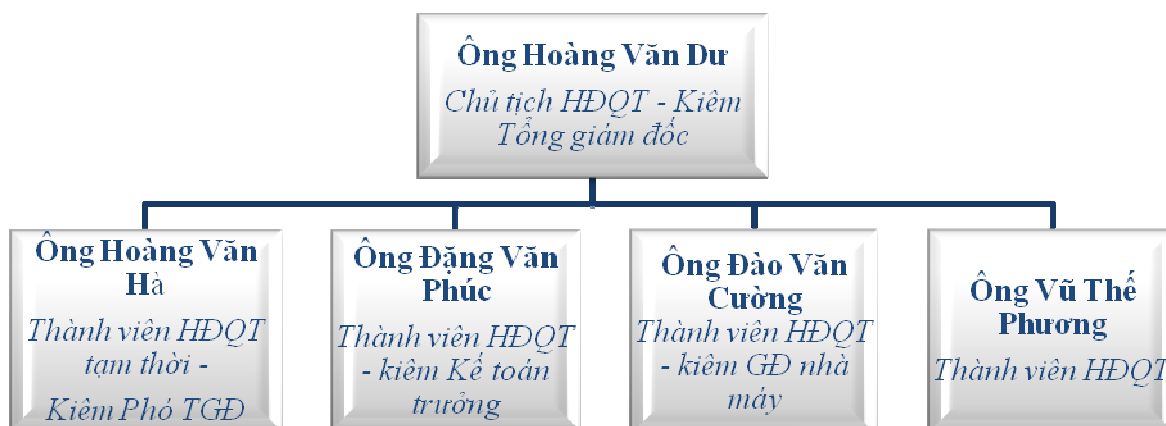 Ông Hoàng Văn Dư
Chủ tịch HĐQT - Kiêm
Tổng giám đốc
Ông Hoàng Văn
Hà
Thành viên HĐQT
tạm thời -
Kiêm Phó TGĐ
Ông Đặng Văn
Phúc
Thành viên HĐQT
- kiêm Kế toán
trưởng
Ông Đào Văn
Cường
Thành viên HĐQT
- kiêm GĐ nhà
máy
Ông Vũ Thế
Phương
Thành viên HĐQT